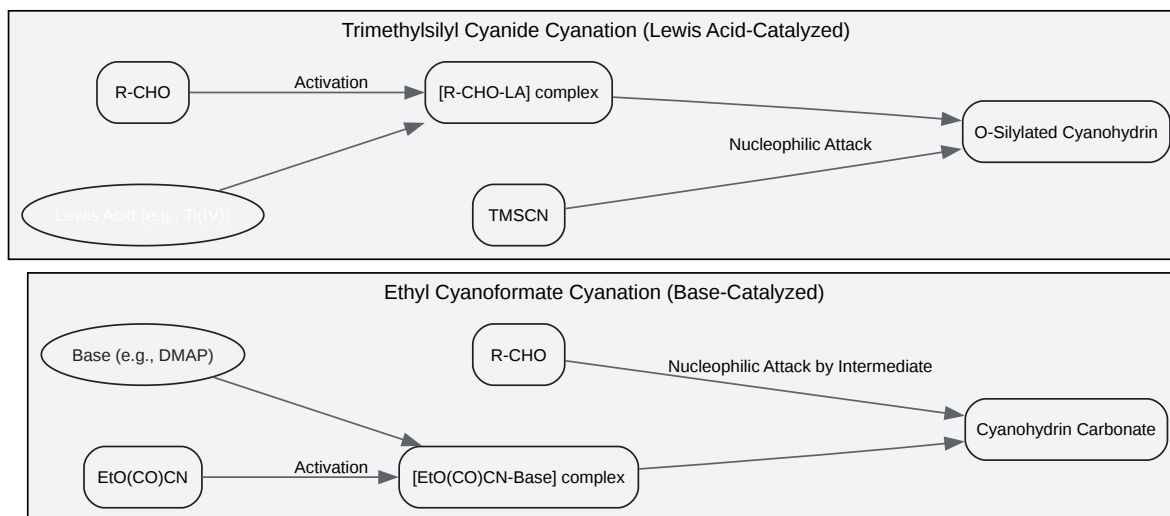 Trimethylsilyl Cyanide Cyanation (Lewis Acid-Catalyzed)
R-CHO
Activation
[R-CHO-LA] complex
O-Silylated Cyanohydrin
Nucleophilic Attack
Lewis Acid (e.g., Ti(IV))
TMSCN
Ethyl Cyanoformate Cyanation (Base-Catalyzed)
Base (e.g., DMAP)
R-CHO
Nucleophilic Attack by Intermediate
Cyanohydrin Carbonate
EtO(CO)CN
Activation
[EtO(CO)CN-Base] complex